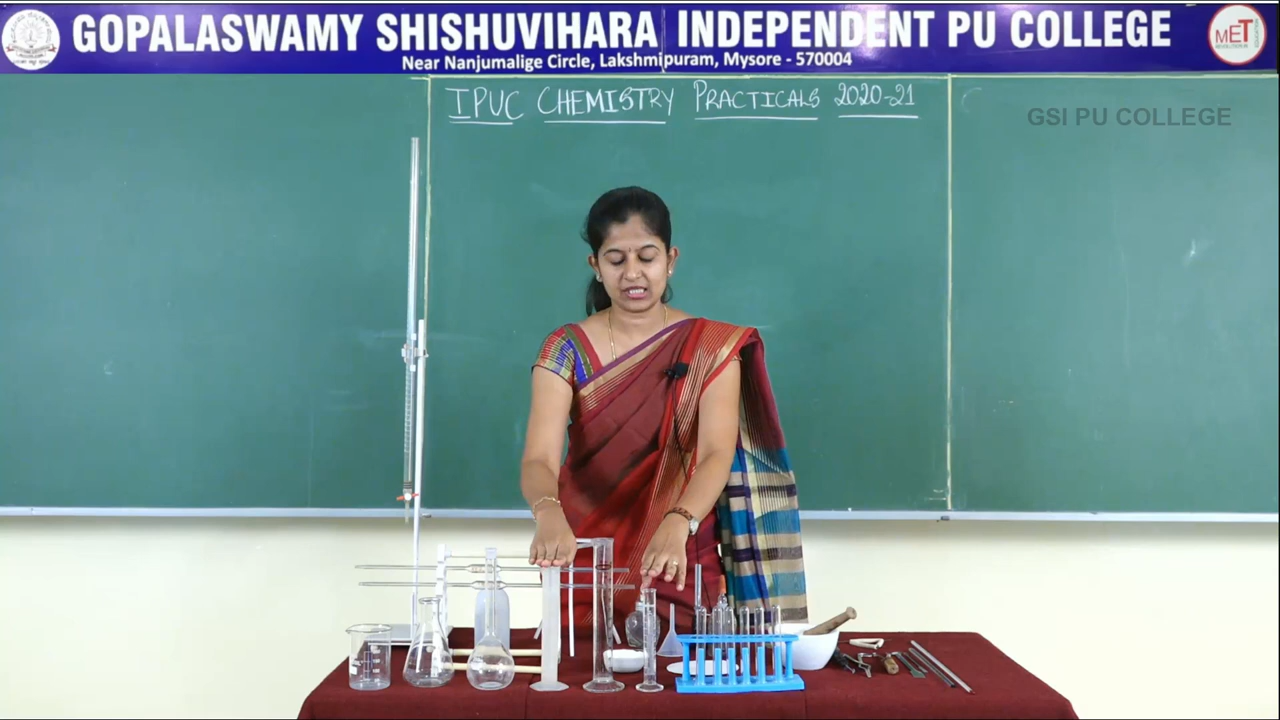 GOPALASWAMY SHISHUVIHARA INDEPENDENT PU COLLEGE
Near Nanjumalige Circle, Lakshmipuram, Mysore - 570004
MET
IPUC CHEMISTRY PRACTICALS 2020-21
GSI PU COLLEGE